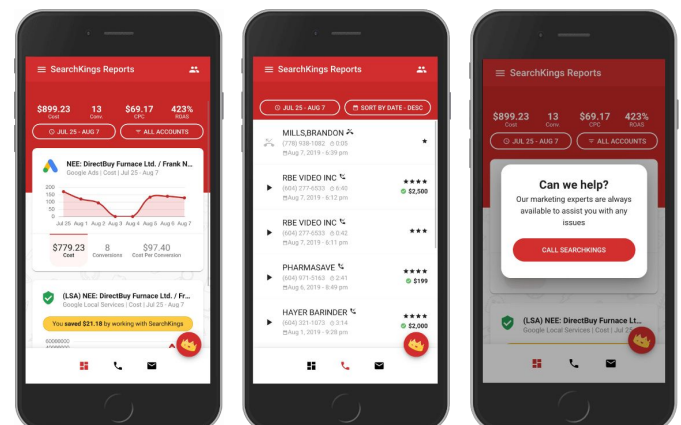 SearchKings Reports
$899.23 13 $69.17 423%
Cost Conv. CPC ROAS
JUL 25 - AUG 7 ALL ACCOUNTS
NEE: DirectBuy Furnace Ltd. / Frank N...
Google Ads | Cost | Jul 25 - Aug 7
200
150
100
50
0
Jul 25 Aug 1 Aug 2 Aug 3 Aug 4 Aug 5 Aug 6 Aug 7
$779.23 8 $97.40
Cost Conversions Cost Per Conversion
(LSA) NEE: DirectBuy Furnace Ltd. / Fr...
Google Local Services | Cost | Jul 25 - Aug 7
You saved $21.18 by working with SearchKings
SearchKings Reports
JUL 25 - AUG 7 SORT BY DATE - DESC
MILLS,BRANDON
(778) 938-1082 0:05
Aug 7, 2019 - 6:39 pm
RBE VIDEO INC
(604) 277-6533 6:40
Aug 7, 2019 - 6:12 pm
$2,500
RBE VIDEO INC
(604) 277-6533 0:42
Aug 7, 2019 - 6:11 pm
PHARMASAVE
(604) 971-5163 2:41
Aug 6, 2019 - 8:49 pm
$199
HAYER BARINDER
(604) 321-1073 3:14
Aug 1, 2019 - 9:28 pm
$2,000
SearchKings Reports
$899.23 13 $69.17 423%
Cost Conv. CPC ROAS
JUL 25 - AUG 7 ALL ACCOUNTS
Can we help?
Our marketing experts are always
available to assist you with any
issues
CALL SEARCHKINGS
(LSA) NEE: DirectBuy Furnace Lt...
Google Local Services | Cost | Jul 25